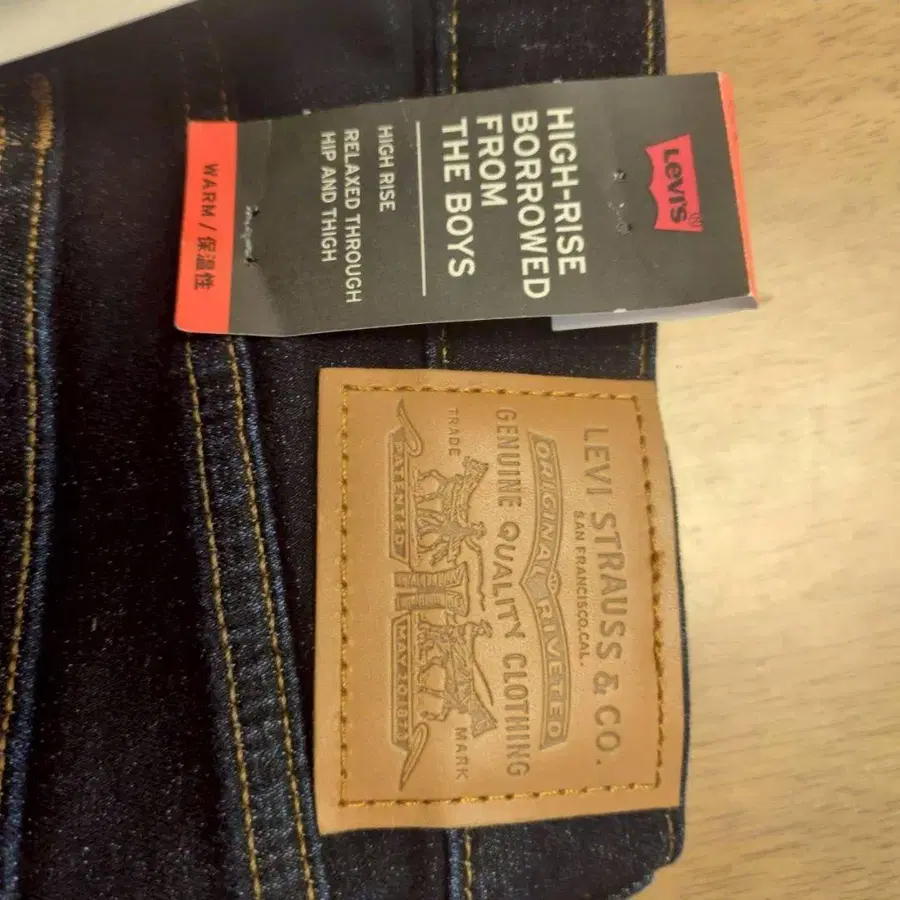 LEVI'S®
HIGH-RISE
BORROWED
FROM
THE BOYS
HIGH RISE
RELAXED THROUGH
HIP AND THIGH
WARM / 保温性
LEVI STRAUSS & CO.
SAN FRANCISCO.CAL.
ORIGINAL RIVETED
GENUINE QUALITY CLOTHING
TRADE MARK
PATENTED MAY 20 1873